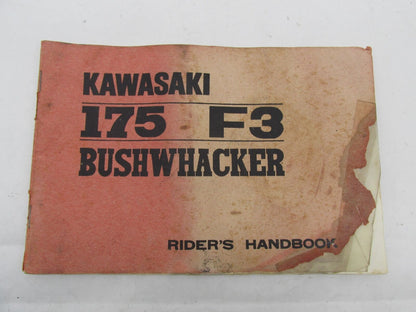 KAWASAKI
175 F3
BUSHWHACKER
RIDER'S HANDBOOK